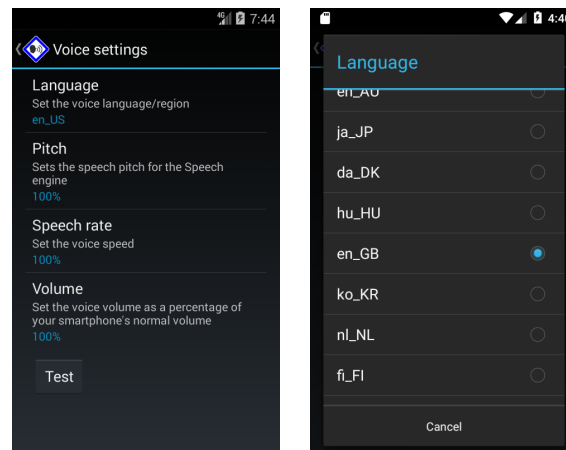 4G 7:44
Voice settings
Language
Set the voice language/region
en_US
Pitch
Sets the speech pitch for the Speech
engine
100%
Speech rate
Set the voice speed
100%
Volume
Set the voice volume as a percentage of
your smartphone's normal volume
100%
Test
Language
en_AU
ja_JP
da_DK
hu_HU
en_GB
ko_KR
nl_NL
fi_FI
Cancel